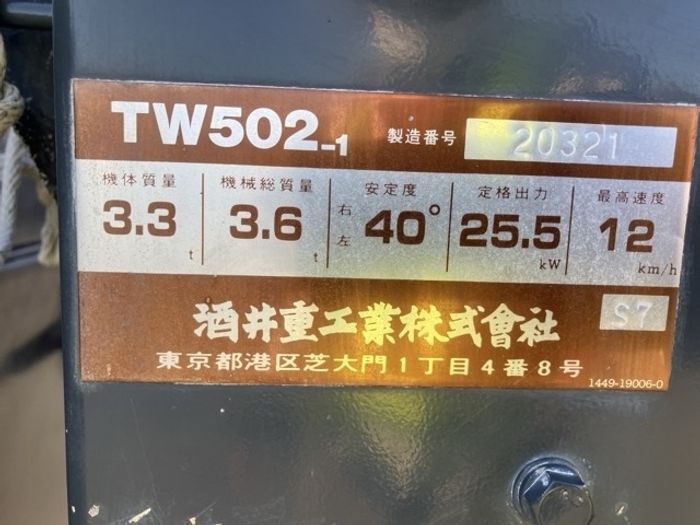 TW502-1 製造番号 20321
機体質量 機械総質量 安定度 定格出力 最高速度
3.3 t 3.6 t 右 左 40° 25.5 kW 12 km/h
酒井重工業株式會社 S7
東京都港区芝大門1丁目4番8号
1449-19006-0